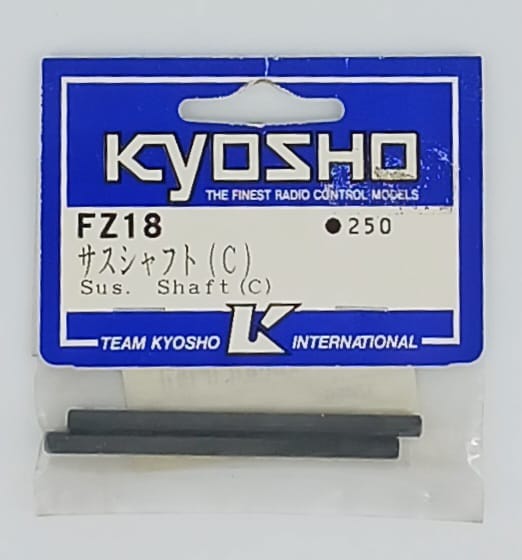 KYOSHO
THE FINEST RADIO CONTROL MODELS
FZ18 ●250
サスシャフト(C)
Sus. Shaft(C)
TEAM KYOSHO K INTERNATIONAL